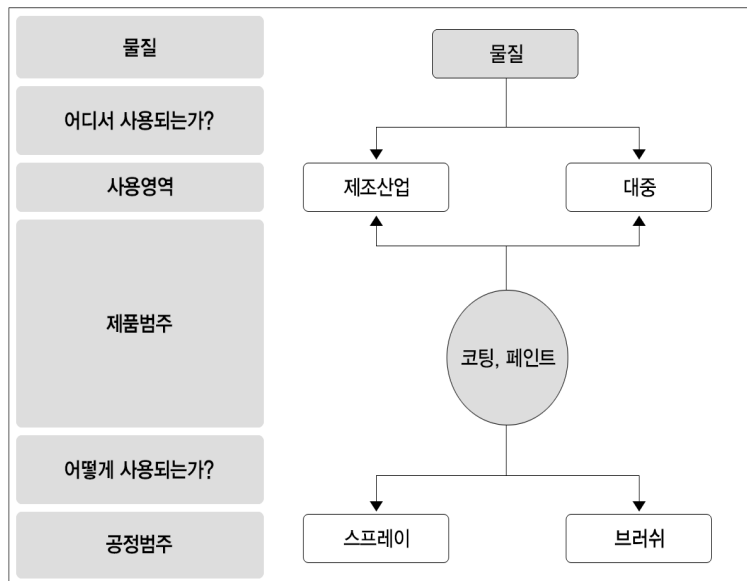 물질
물질
어디서 사용되는가?
사용영역
제조산업
대중
제품범주
코팅, 페인트
어떻게 사용되는가?
공정범주
스프레이
브러쉬